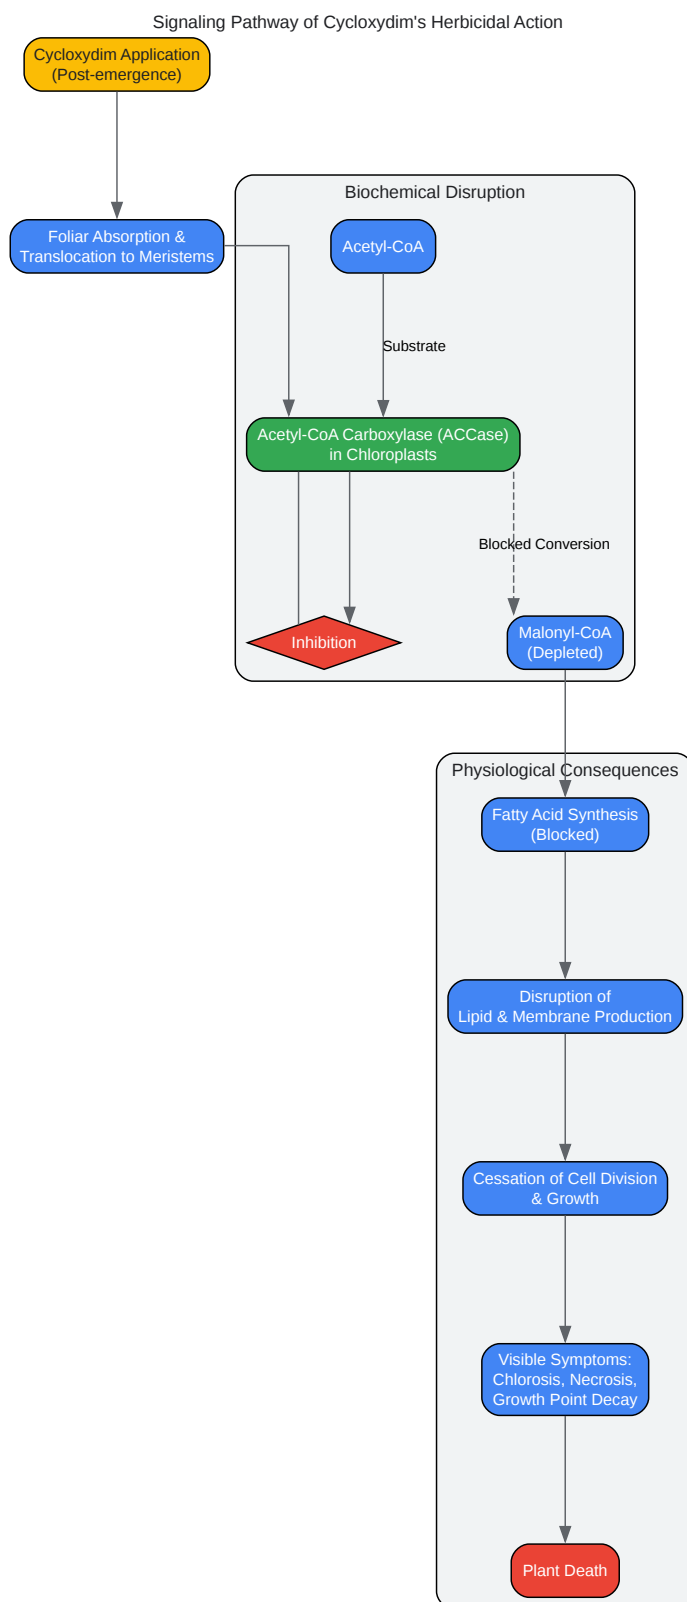 Signaling Pathway of Cycloxydim's Herbicidal Action
Cycloxydim Application
(Post-emergence)
Biochemical Disruption
Foliar Absorption &
Translocation to Meristems
Acetyl-CoA
Substrate
Acetyl-CoA Carboxylase (ACCase)
in Chloroplasts
Blocked Conversion
Inhibition
Malonyl-CoA
(Depleted)
Physiological Consequences
Fatty Acid Synthesis
(Blocked)
Disruption of
Lipid & Membrane Production
Cessation of Cell Division
& Growth
Visible Symptoms:
Chlorosis, Necrosis,
Growth Point Decay
Plant Death